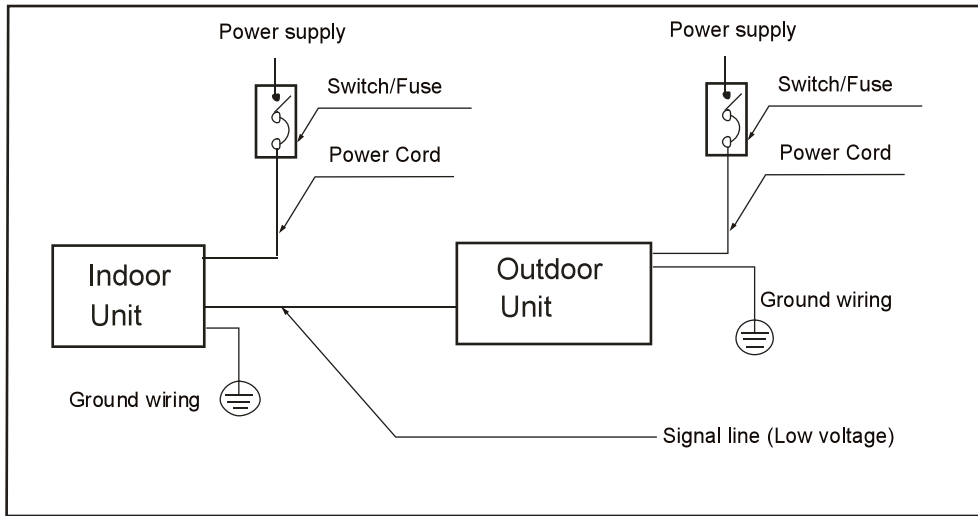 Power supply
Power supply
Switch/Fuse
Switch/Fuse
Power Cord
Power Cord
Indoor
Unit
Outdoor
Unit
Ground wiring
Ground wiring
Signal line (Low voltage)